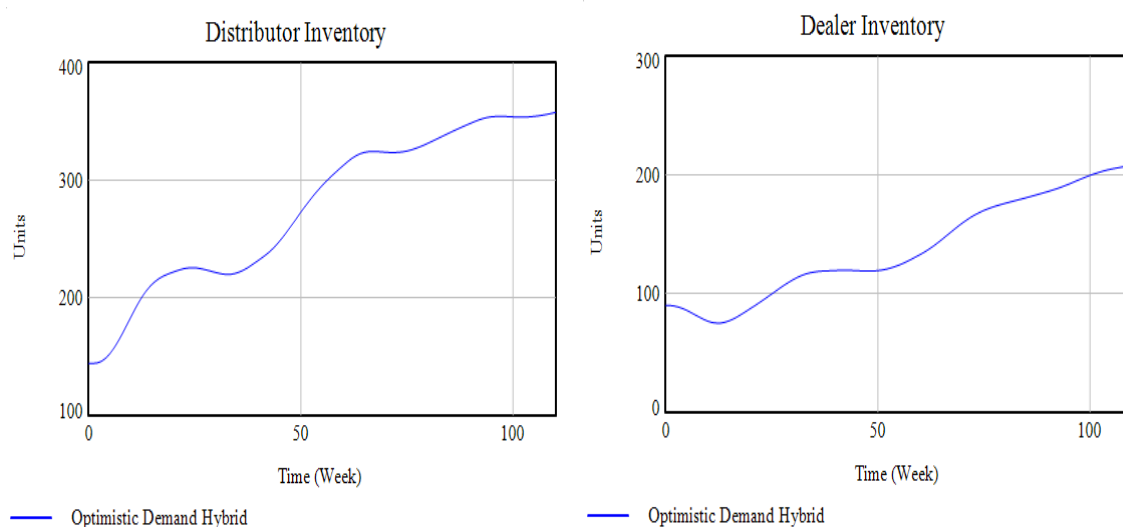 Distributor Inventory
400
300
200
100
Units
0
50
100
Time (Week)
Optimistic Demand Hybrid
Dealer Inventory
300
200
100
0
Units
0
50
100
Time (Week)
Optimistic Demand Hybrid